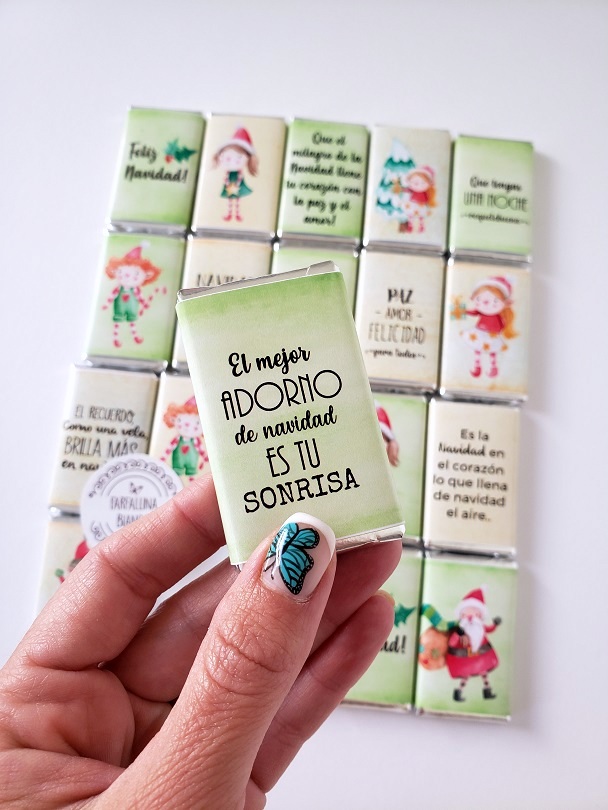 Feliz
Navidad!
Que el
milagro de la
Navidad llene
tu corazón con
la paz y el
amor!
Que tengas
UNA NOCHE
PAZ
AMOR
FELICIDAD
para todos
El mejor
ADORNO
de navidad
ES TU
SONRISA
EL RECUERDO
Como una vela,
BRILLA MÁS
en
FARFALLINA
Es la
Navidad en
el corazón
lo que llena
de navidad
el aire..